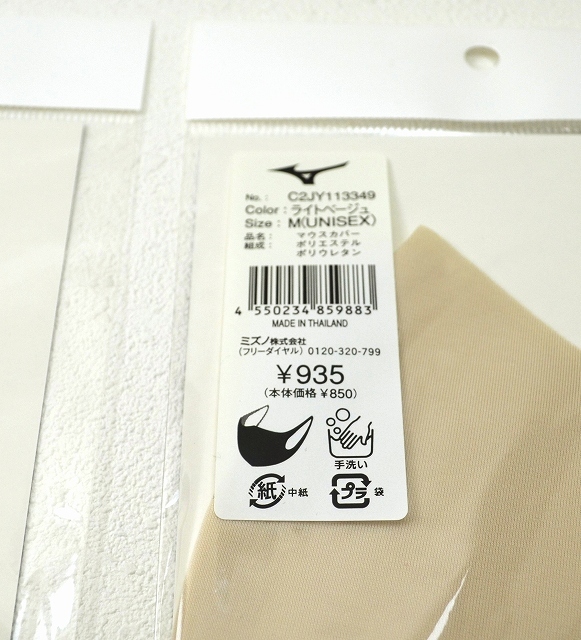 No.: C2JY113349
Color: ライトベージュ
Size: M(UNISEX)
品名: マウスカバー
組成: ポリエステル
ポリウレタン
4 550234 859883
MADE IN THAILAND
ミズノ株式会社
(フリーダイヤル) 0120-320-799
¥935
(本体価格 ¥850)
手洗い
紙 中紙
プラ 袋